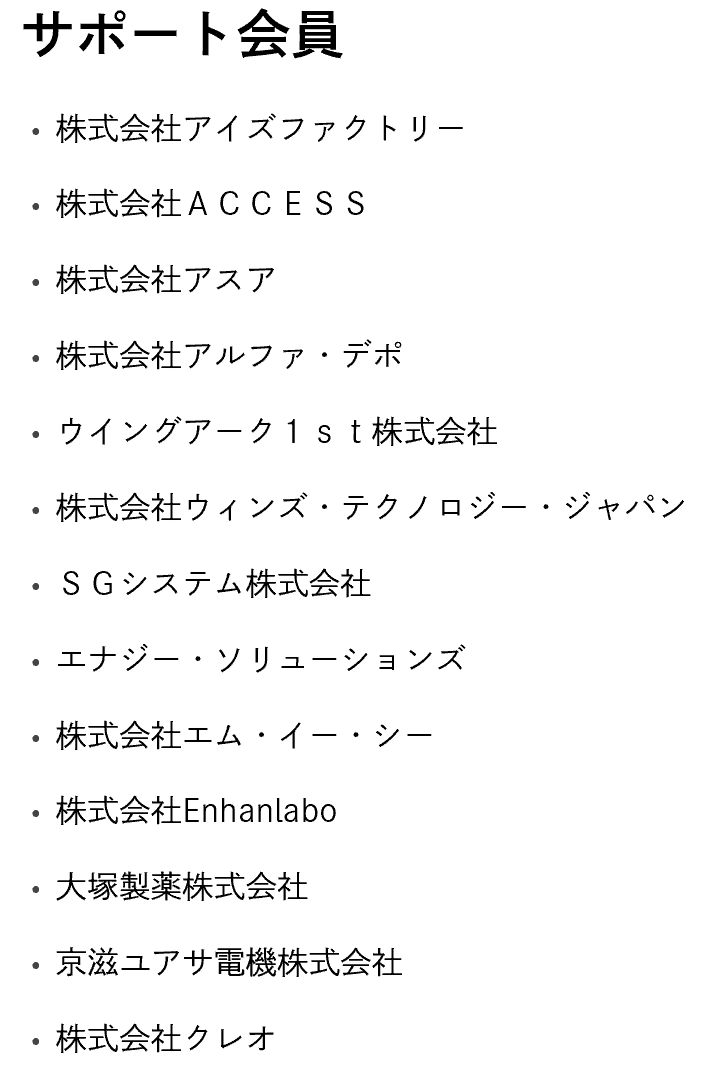 サポート会員
・株式会社アイズファクトリー
・株式会社ＡＣＣＥＳＳ
・株式会社アスア
・株式会社アルファ・デポ
・ウイングアーク１ｓｔ株式会社
・株式会社ウィンズ・テクノロジー・ジャパン
・ＳＧシステム株式会社
・エナジー・ソリューションズ
・株式会社エム・イー・シー
・株式会社Enhanlabo
・大塚製薬株式会社
・京滋ユアサ電機株式会社
・株式会社クレオ